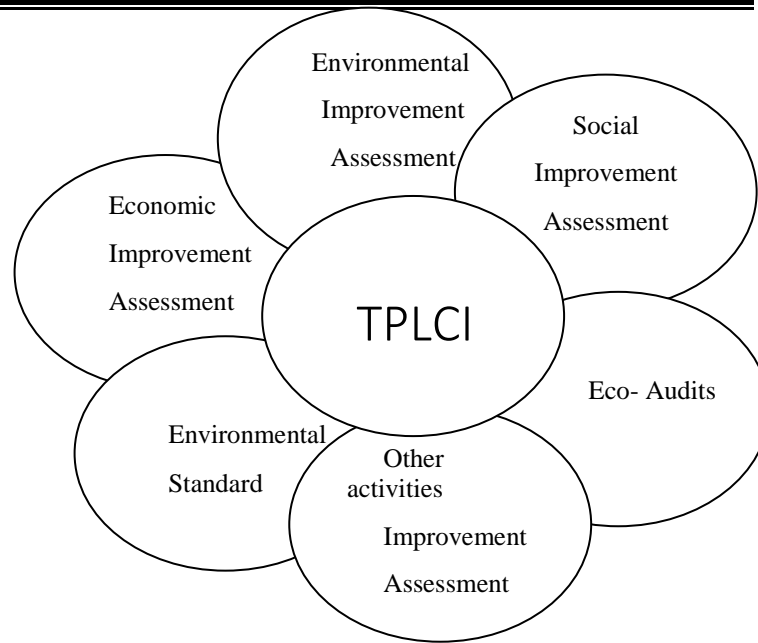 Environmental
Improvement
Assessment
Social
Improvement
Assessment
Economic
Improvement
Assessment
TPLCI
Eco- Audits
Environmental
Standard
Other
activities
Improvement
Assessment